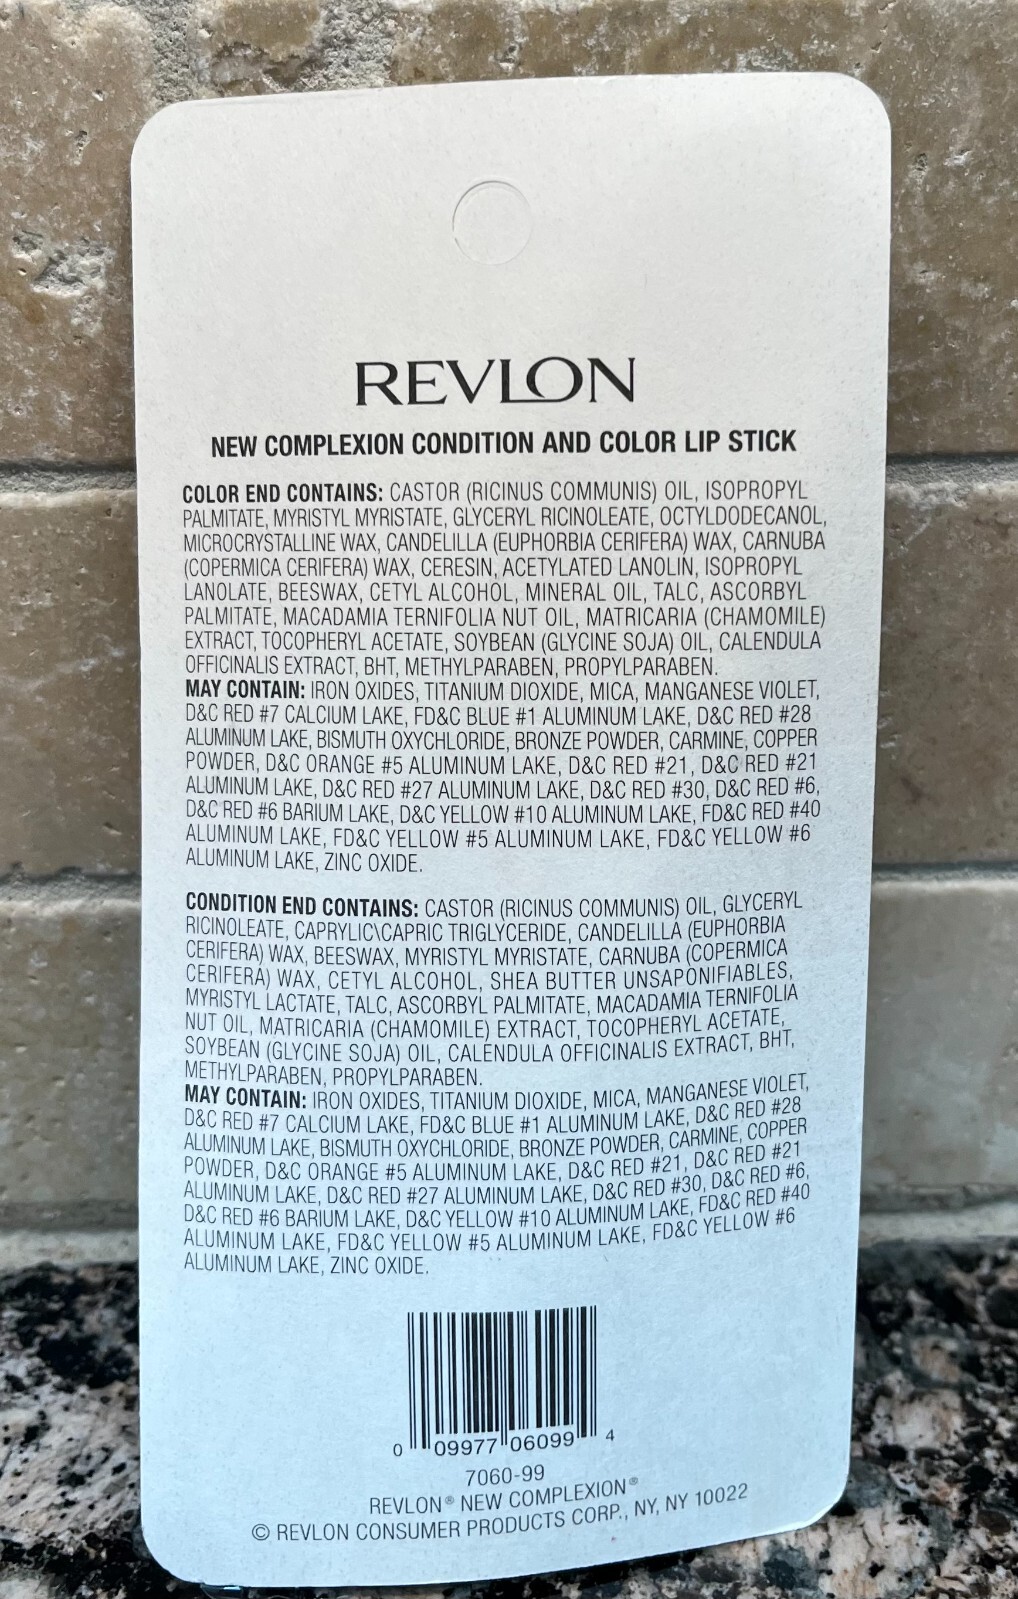 REVLON
NEW COMPLEXION CONDITION AND COLOR LIP STICK
COLOR END CONTAINS: CASTOR (RICINUS COMMUNIS) OIL, ISOPROPYL
PALMITATE, MYRISTYL MYRISTATE, GLYCERYL RICINOLEATE, OCTYLDODECANOL,
MICROCRYSTALLINE WAX, CANDELILLA (EUPHORBIA CERIFERA) WAX, CARNUBA
(COPERMICA CERIFERA) WAX, CERESIN, ACETYLATED LANOLIN, ISOPROPYL
LANOLATE, BEESWAX, CETYL ALCOHOL, MINERAL OIL, TALC, ASCORBYL
PALMITATE, MACADAMIA TERNIFOLIA NUT OIL, MATRICARIA (CHAMOMILE)
EXTRACT, TOCOPHERYL ACETATE, SOYBEAN (GLYCINE SOJA) OIL, CALENDULA
OFFICINALIS EXTRACT, BHT, METHYLPARABEN, PROPYLPARABEN.
MAY CONTAIN: IRON OXIDES, TITANIUM DIOXIDE, MICA, MANGANESE VIOLET,
D&C RED #7 CALCIUM LAKE, FD&C BLUE #1 ALUMINUM LAKE, D&C RED #28
ALUMINUM LAKE, BISMUTH OXYCHLORIDE, BRONZE POWDER, CARMINE, COPPER
POWDER, D&C ORANGE #5 ALUMINUM LAKE, D&C RED #21, D&C RED #21
ALUMINUM LAKE, D&C RED #27 ALUMINUM LAKE, D&C RED #30, D&C RED #6,
D&C RED #6 BARIUM LAKE, D&C YELLOW #10 ALUMINUM LAKE, FD&C RED #40
ALUMINUM LAKE, FD&C YELLOW #5 ALUMINUM LAKE, FD&C YELLOW #6
ALUMINUM LAKE, ZINC OXIDE.
CONDITION END CONTAINS: CASTOR (RICINUS COMMUNIS) OIL, GLYCERYL
RICINOLEATE, CAPRYLIC\CAPRIC TRIGLYCERIDE, CANDELILLA (EUPHORBIA
CERIFERA) WAX, BEESWAX, MYRISTYL MYRISTATE, CARNUBA (COPERMICA
CERIFERA) WAX, CETYL ALCOHOL, SHEA BUTTER UNSAPONIFIABLES,
MYRISTYL LACTATE, TALC, ASCORBYL PALMITATE, MACADAMIA TERNIFOLIA
NUT OIL, MATRICARIA (CHAMOMILE) EXTRACT, TOCOPHERYL ACETATE,
SOYBEAN (GLYCINE SOJA) OIL, CALENDULA OFFICINALIS EXTRACT, BHT,
METHYLPARABEN, PROPYLPARABEN.
MAY CONTAIN: IRON OXIDES, TITANIUM DIOXIDE, MICA, MANGANESE VIOLET,
D&C RED #7 CALCIUM LAKE, FD&C BLUE #1 ALUMINUM LAKE, D&C RED #28
ALUMINUM LAKE, BISMUTH OXYCHLORIDE, BRONZE POWDER, CARMINE, COPPER
POWDER, D&C ORANGE #5 ALUMINUM LAKE, D&C RED #21, D&C RED #21
ALUMINUM LAKE, D&C RED #27 ALUMINUM LAKE, D&C RED #30, D&C RED #6,
D&C RED #6 BARIUM LAKE, D&C YELLOW #10 ALUMINUM LAKE, FD&C RED #40
ALUMINUM LAKE, FD&C YELLOW #5 ALUMINUM LAKE, FD&C YELLOW #6
ALUMINUM LAKE, ZINC OXIDE.
0 09977 06099 4
7060-99
REVLON® NEW COMPLEXION®
© REVLON CONSUMER PRODUCTS CORP., NY, NY 10022